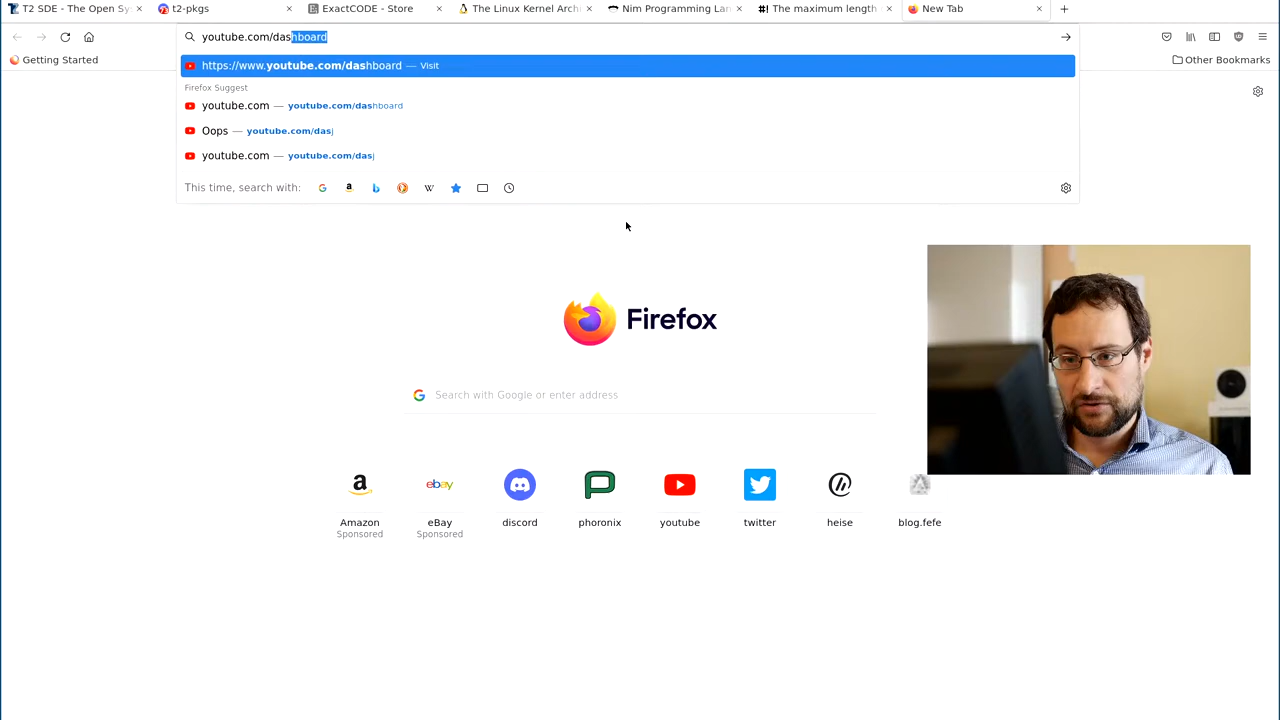 T2 SDE - The Open Sy
t2-pkgs
ExactCODE - Store
The Linux Kernel Archi
Nim Programming Lan
The maximum length
New Tab
youtube.com/dashboard
Getting Started
Other Bookmarks
https://www.youtube.com/dashboard — Visit
Firefox Suggest
youtube.com — youtube.com/dashboard
Oops — youtube.com/dasj
youtube.com — youtube.com/dasj
This time, search with:
Firefox
Search with Google or enter address
Amazon
Sponsored
eBay
Sponsored
discord
phoronix
youtube
twitter
heise
blog.fefe